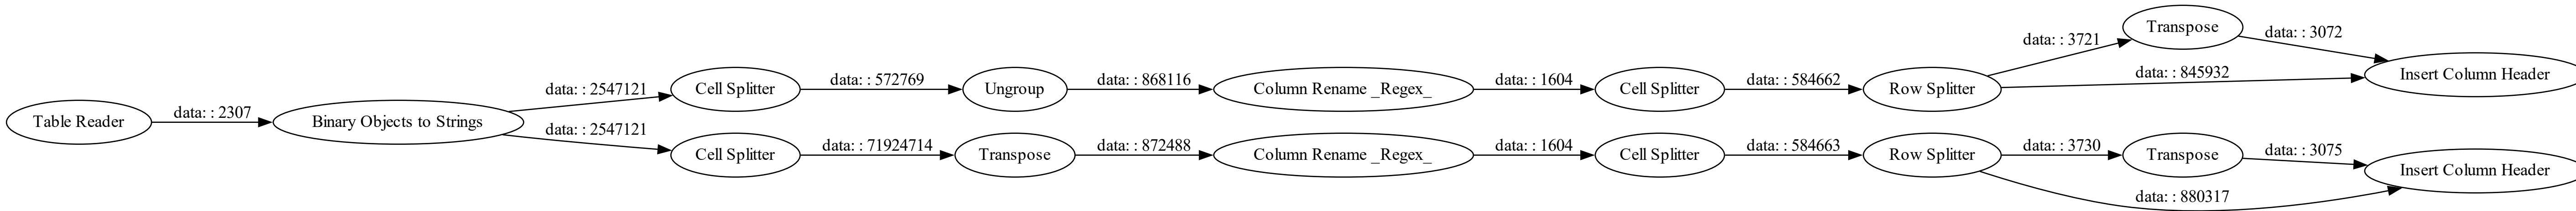 Table Reader
data: : 2307
Binary Objects to Strings
data: : 2547121
Cell Splitter
data: : 572769
Ungroup
data: : 868116
Column Rename _Regex_
data: : 1604
Cell Splitter
data: : 584662
Row Splitter
data: : 3721
Transpose
data: : 3072
data: : 845932
Insert Column Header
data: : 2547121
Cell Splitter
data: : 71924714
Transpose
data: : 872488
Column Rename _Regex_
data: : 1604
Cell Splitter
data: : 584663
Row Splitter
data: : 3730
Transpose
data: : 3075
data: : 880317
Insert Column Header